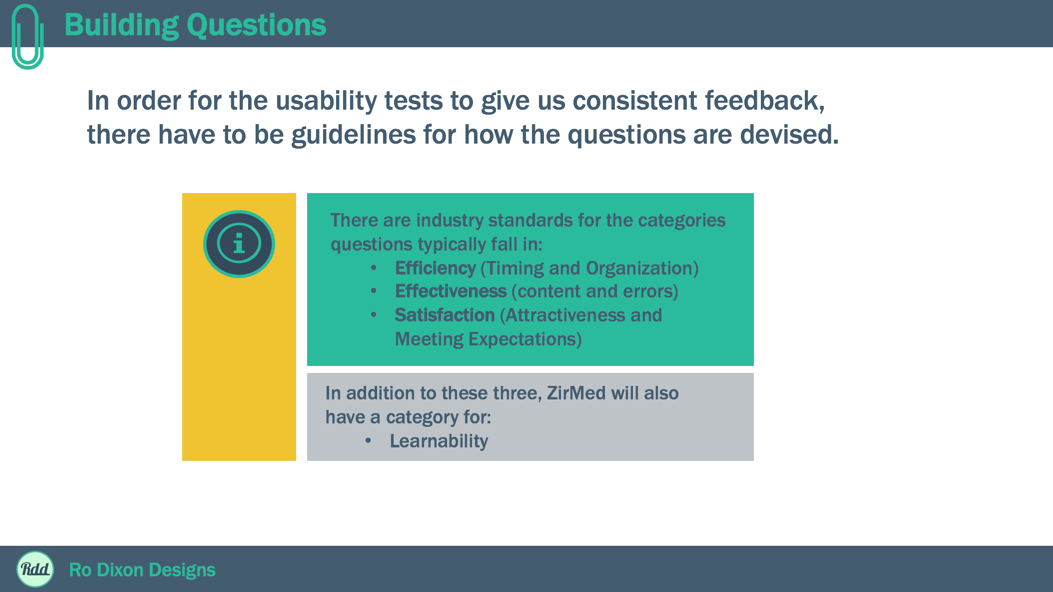 Building Questions
In order for the usability tests to give us consistent feedback,
there have to be guidelines for how the questions are devised.
i
There are industry standards for the categories
questions typically fall in:
• Efficiency (Timing and Organization)
• Effectiveness (content and errors)
• Satisfaction (Attractiveness and
Meeting Expectations)
In addition to these three, ZirMed will also
have a category for:
• Learnability
Rdd
Ro Dixon Designs